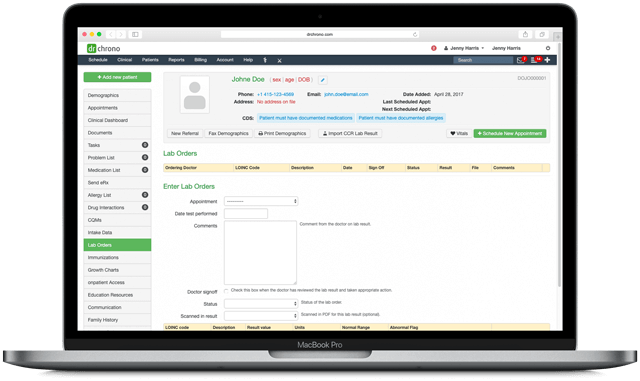 drchrono.com
dr chrono
Jenny Harris
Jenny Harris
Schedule Clinical Patients Reports Billing Account Help
Search
+ Add new patient
Demographics
Appointments
Clinical Dashboard
Documents
Tasks 0
Problem List 0
Medication List 0
Send eRx
Allergy List 0
Drug Interactions 0
CQMs
Intake Data
Lab Orders
Immunizations
Growth Charts
onpatient Access
Education Resources
Communication
Family History
Johne Doe ( sex | age | DOB )
DOJO000001
Phone: +1 415-123-4569 Email: john.doe@email.com Date Added: April 28, 2017
Address: No address on file Last Scheduled Appt:
Next Scheduled Appt:
CDS: Patient must have documented medications Patient must have documented allergies
New Referral Fax Demographics Print Demographics Import CCR Lab Result Vitals + Schedule New Appointment
Lab Orders
Ordering Doctor LOINC Code Description Date Sign Off Status Result File Comments
Enter Lab Orders
Appointment ----------
Date test performed
Comments
Comment from the doctor on lab result.
Doctor signoff Check this box when the doctor has reviewed the lab result and taken appropriate action.
Status Status of the lab order.
Scanned in result Scanned in PDF for this lab result (optional).
LOINC code Description Result value Units Normal Range Abnormal Flag
MacBook Pro